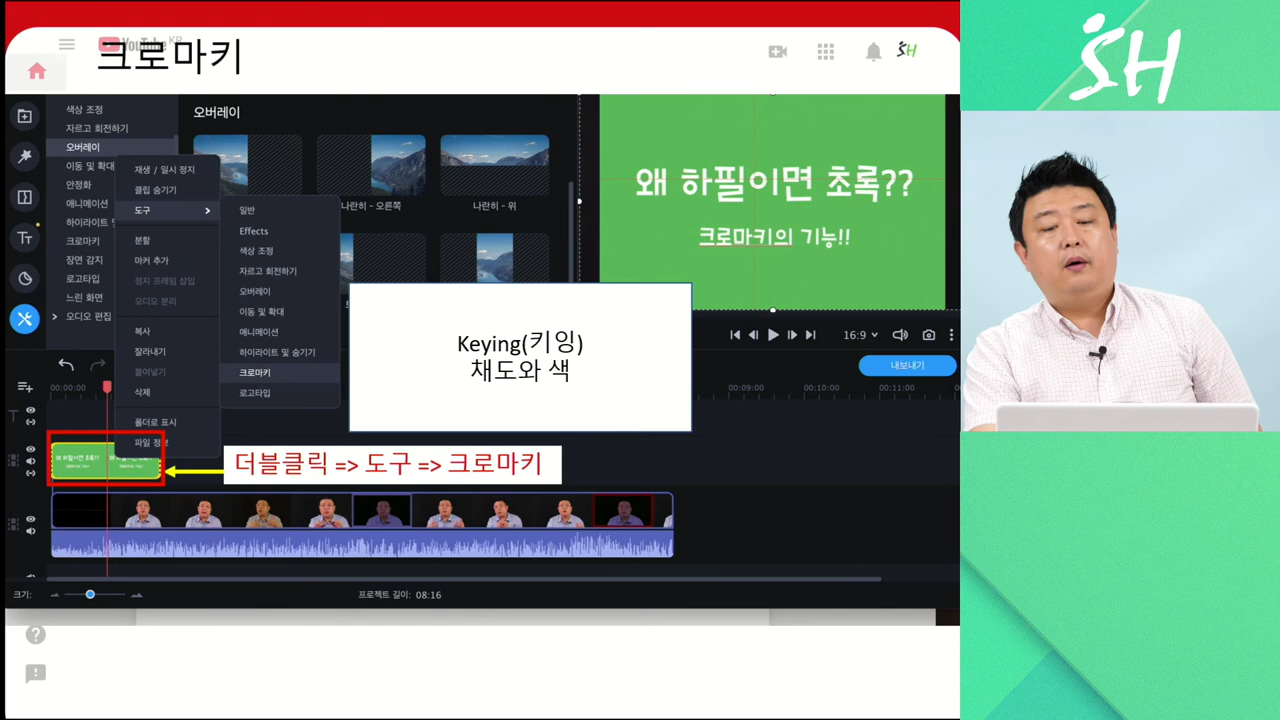 YouTube KR
크로마키
SH
SH
색상 조정
자르고 회전하기
오버레이
이동 및 확대
안정화
애니메이션
하이라이트 및
크로마키
장면 감지
로고타입
느린 화면
오디오 편집
재생 / 일시 정지
클립 숨기기
도구
분할
마커 추가
정지 프레임 삽입
오디오 분리
복사
잘라내기
붙여넣기
삭제
폴더로 표시
파일 정보
일반
Effects
색상 조정
자르고 회전하기
오버레이
이동 및 확대
애니메이션
하이라이트 및 숨기기
크로마키
로고타입
오버레이
나란히 - 오른쪽
나란히 - 위
왜 하필이면 초록??
크로마키의 기능!!
Keying(키잉)
채도와 색
16:9
내보내기
00:00:00
00:09:00
00:10:00
00:11:00
왜 하필이면 초록??
더블클릭 => 도구 => 크로마키
크기:
프로젝트 길이: 08:16